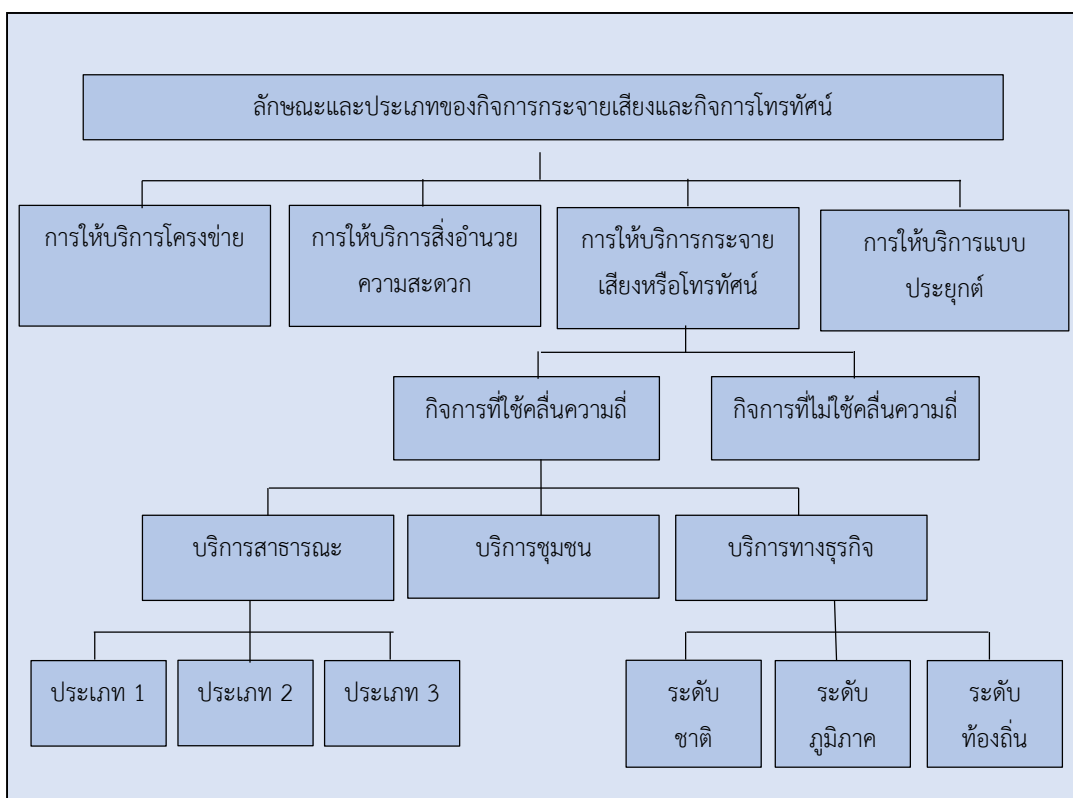 ลักษณะและประเภทของกิจการกระจายเสียงและกิจการโทรทัศน์
การให้บริการโครงข่าย
การให้บริการสิ่งอำนวย
ความสะดวก
การให้บริการกระจาย
เสียงหรือโทรทัศน์
การให้บริการแบบ
ประยุกต์
กิจการที่ใช้คลื่นความถี่
กิจการที่ไม่ใช้คลื่นความถี่
บริการสาธารณะ
บริการชุมชน
บริการทางธุรกิจ
ประเภท 1
ประเภท 2
ประเภท 3
ระดับ
ชาติ
ระดับ
ภูมิภาค
ระดับ
ท้องถิ่น